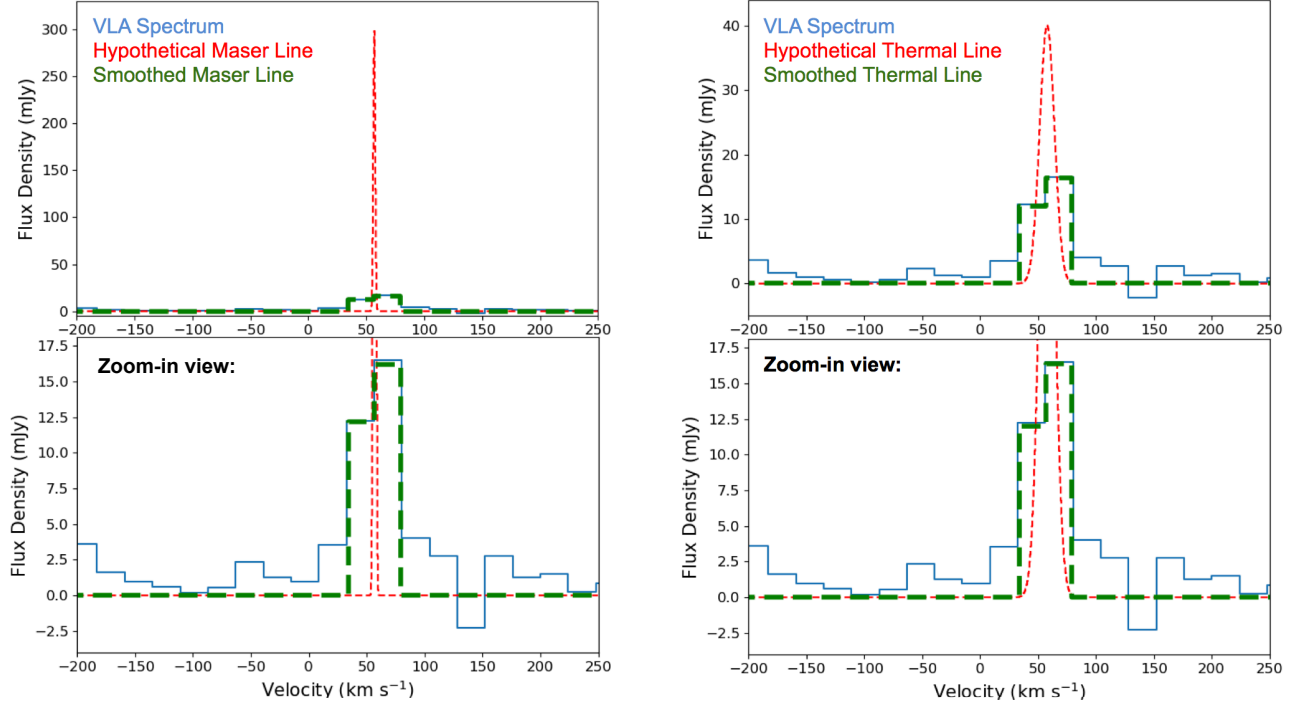 VLA Spectrum
Hypothetical Maser Line
Smoothed Maser Line
Flux Density (mJy)
300
250
200
150
100
50
0
−200 −150 −100 −50 0 50 100 150 200 250
Zoom-in view:
Flux Density (mJy)
17.5
15.0
12.5
10.0
7.5
5.0
2.5
0.0
−2.5
−200 −150 −100 −50 0 50 100 150 200 250
Velocity (km s⁻¹)
VLA Spectrum
Hypothetical Thermal Line
Smoothed Thermal Line
Flux Density (mJy)
40
30
20
10
0
−200 −150 −100 −50 0 50 100 150 200 250
Zoom-in view:
Flux Density (mJy)
17.5
15.0
12.5
10.0
7.5
5.0
2.5
0.0
−2.5
−200 −150 −100 −50 0 50 100 150 200 250
Velocity (km s⁻¹)